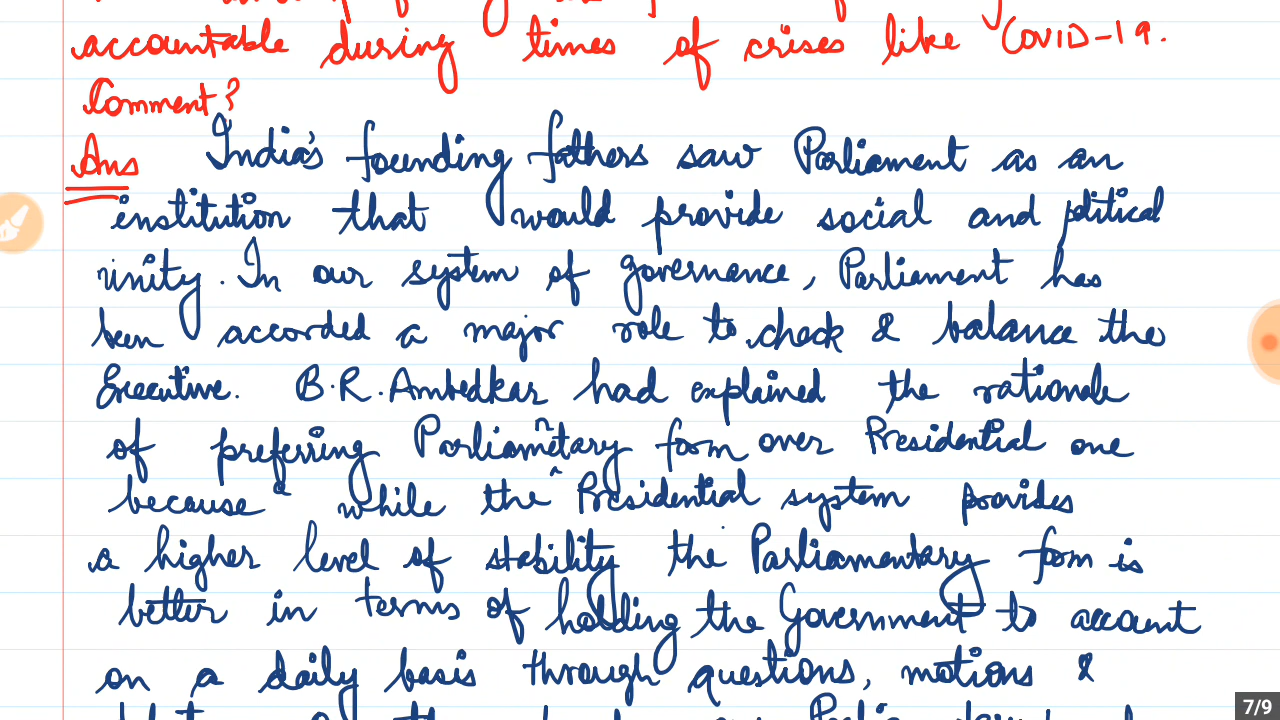 accountable during times of crises like COVID-19.
Comment?
Ans India's founding fathers saw Parliament as an
institution that would provide social and political
unity. In our system of governance, Parliament has
been accorded a major role to check & balance the
Executive. B.R. Ambedkar had explained the rationale
of preferring Parliamentary form over Presidential one
because "while the Presidential system provides
a higher level of stability the Parliamentary form is
better in terms of holding the Government to account
on a daily basis through questions, motions &
7/9